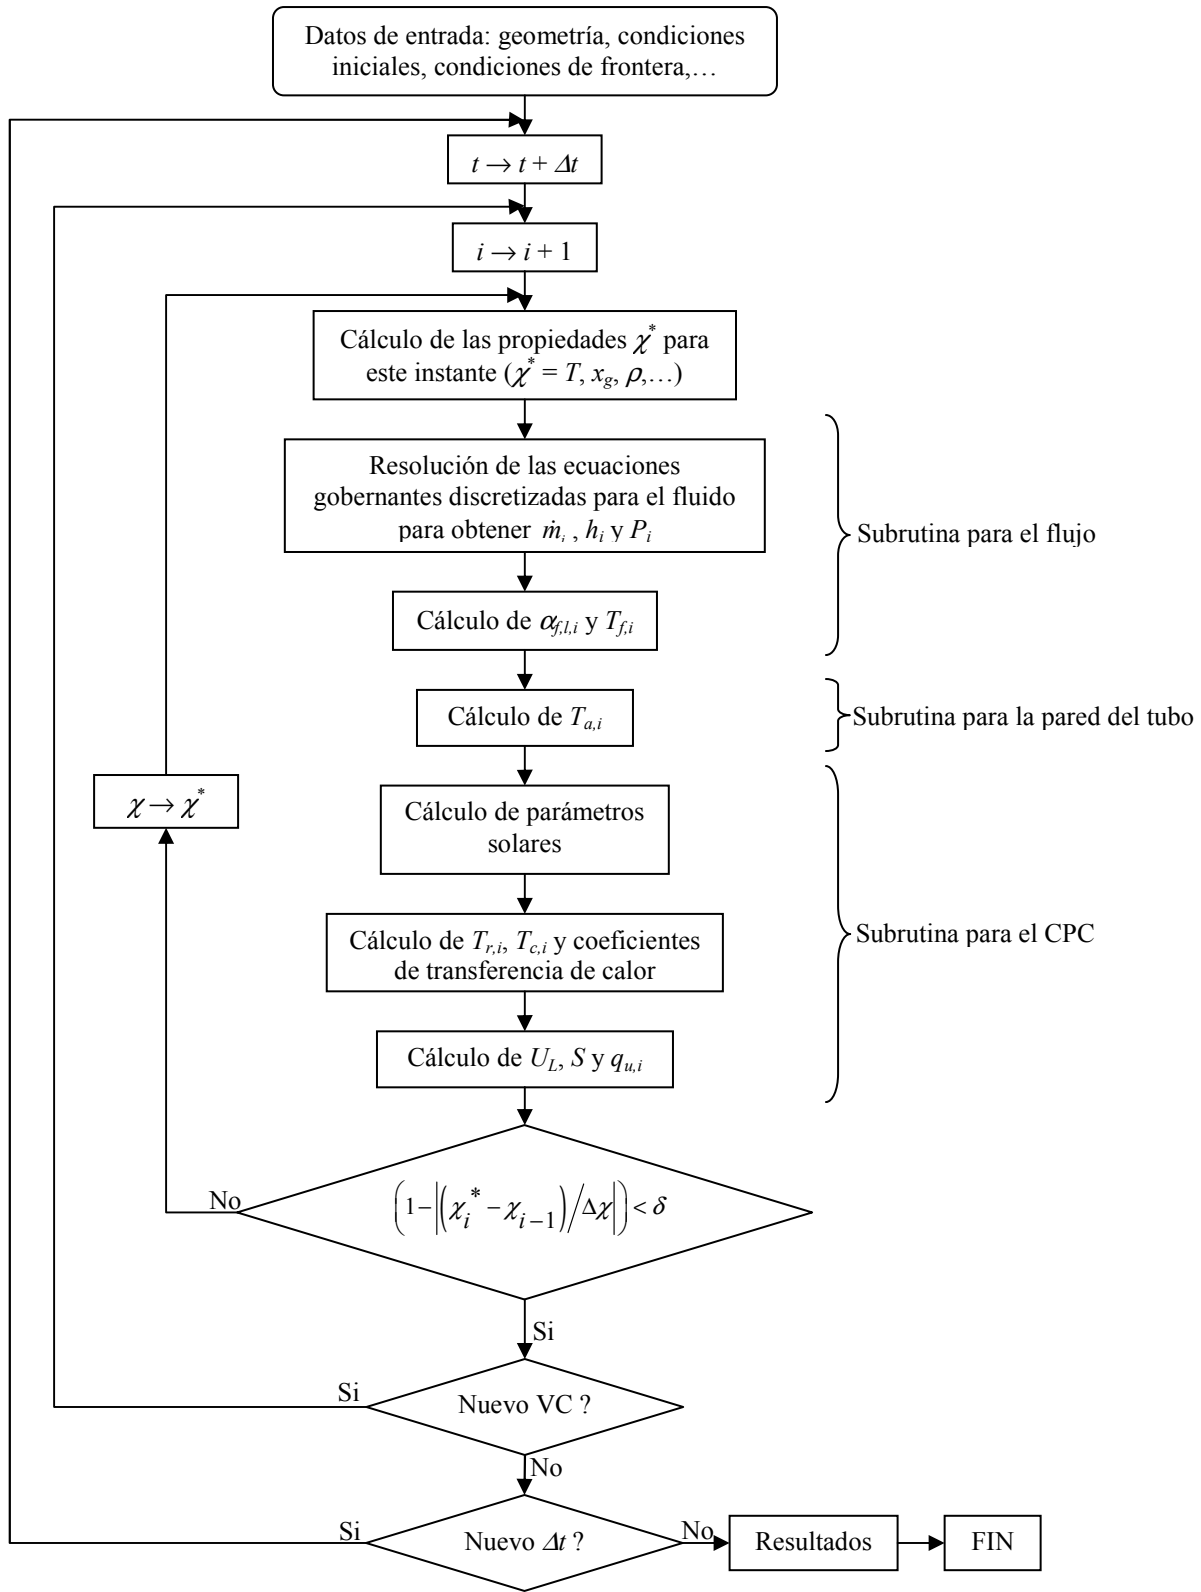 Datos de entrada: geometría, condiciones
iniciales, condiciones de frontera,…
t → t + Δt
i → i + 1
Cálculo de las propiedades χ* para
este instante (χ* = T, x_g, ρ,…)
Resolución de las ecuaciones
gobernantes discretizadas para el fluido
para obtener ṁ_i , h_i y P_i
Subrutina para el flujo
Cálculo de α_f,l,i y T_f,i
Cálculo de T_a,i
Subrutina para la pared del tubo
χ → χ*
Cálculo de parámetros
solares
Cálculo de T_r,i, T_c,i y coeficientes
de transferencia de calor
Subrutina para el CPC
Cálculo de U_L, S y q_u,i
No
(1−|(χ_i* − χ_i−1)/Δχ|) < δ
Si
Si
Nuevo VC ?
No
Si
Nuevo Δt ?
No
Resultados
FIN